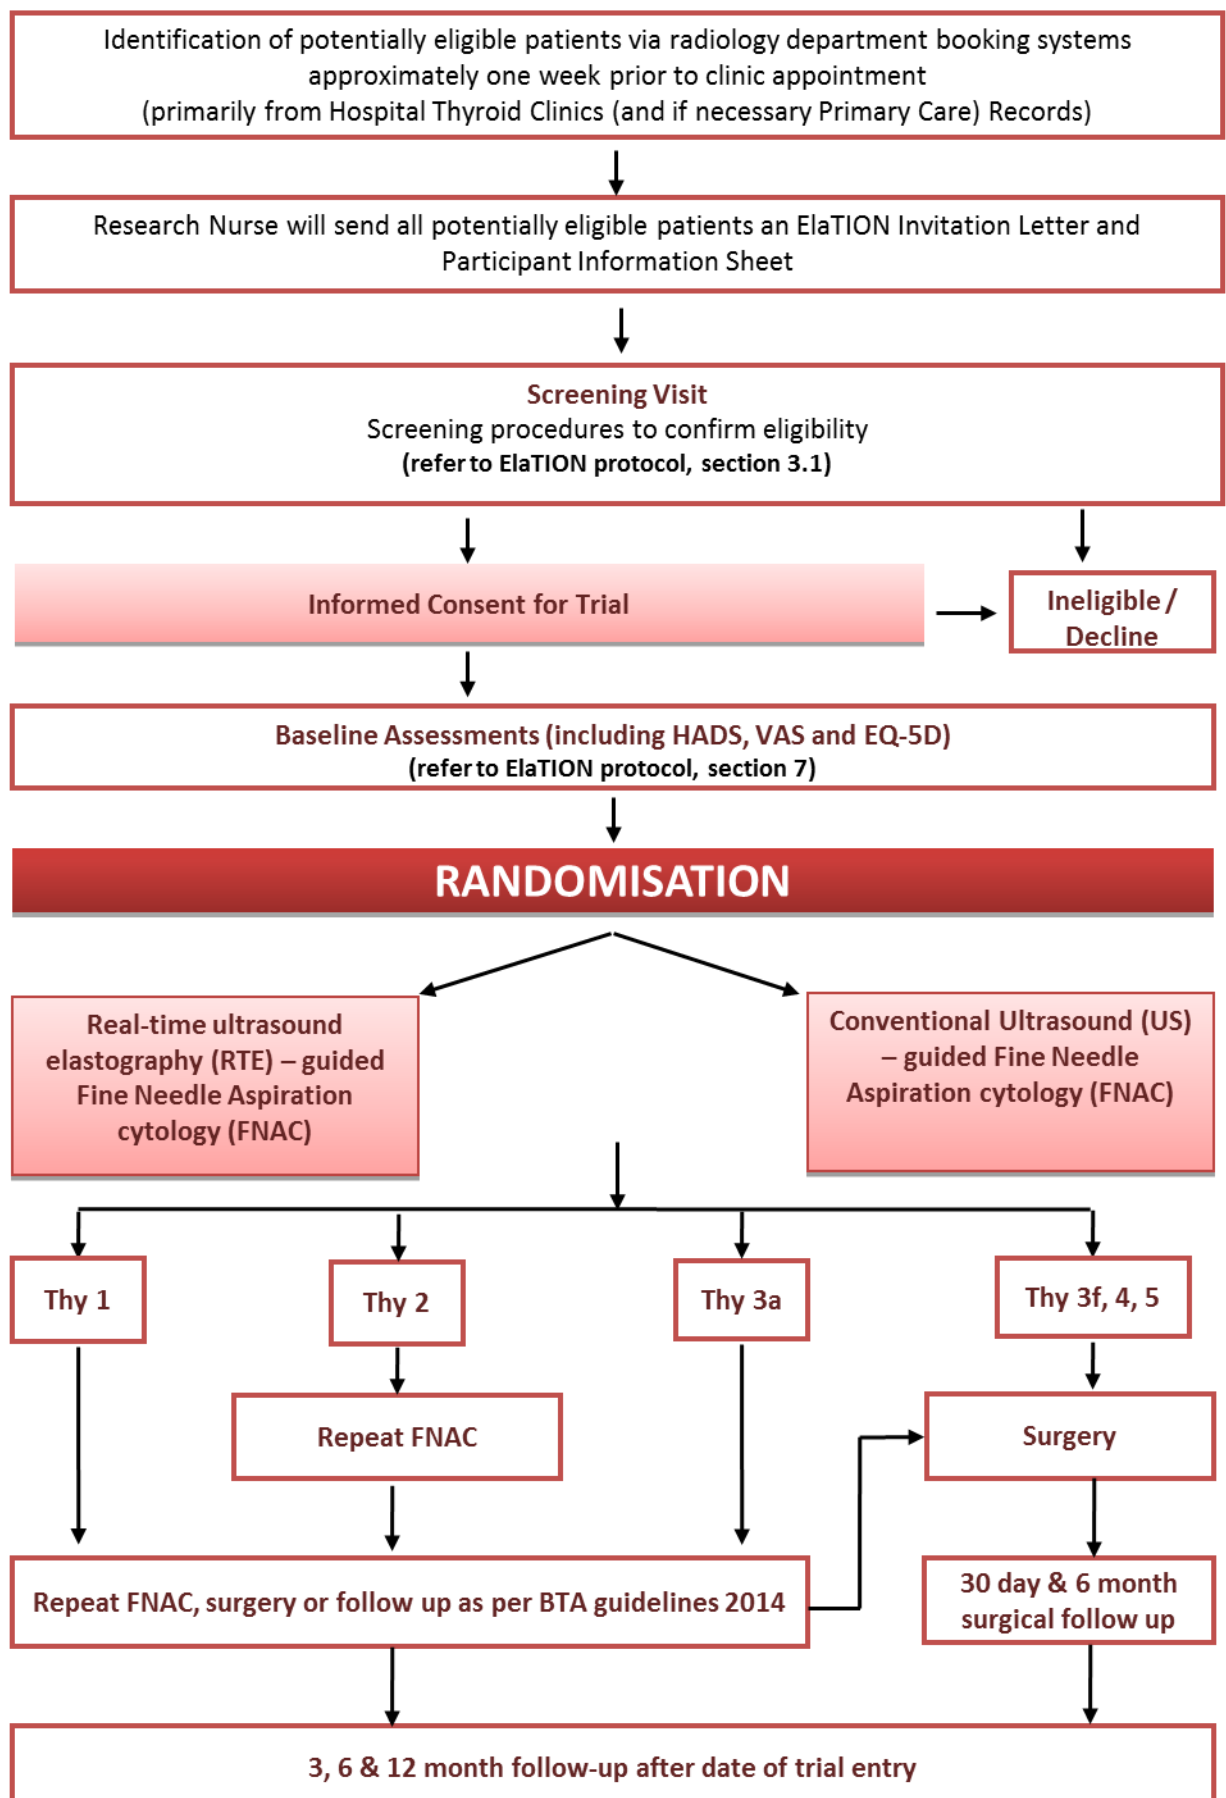 Identification of potentially eligible patients via radiology department booking systems
approximately one week prior to clinic appointment
(primarily from Hospital Thyroid Clinics (and if necessary Primary Care) Records)
Research Nurse will send all potentially eligible patients an ElaTION Invitation Letter and
Participant Information Sheet
Screening Visit
Screening procedures to confirm eligibility
(refer to ElaTION protocol, section 3.1)
Informed Consent for Trial
Ineligible /
Decline
Baseline Assessments (including HADS, VAS and EQ-5D)
(refer to ElaTION protocol, section 7)
RANDOMISATION
Real-time ultrasound
elastography (RTE) – guided
Fine Needle Aspiration
cytology (FNAC)
Conventional Ultrasound (US)
– guided Fine Needle
Aspiration cytology (FNAC)
Thy 1
Thy 2
Thy 3a
Thy 3f, 4, 5
Repeat FNAC
Surgery
Repeat FNAC, surgery or follow up as per BTA guidelines 2014
30 day & 6 month
surgical follow up
3, 6 & 12 month follow-up after date of trial entry